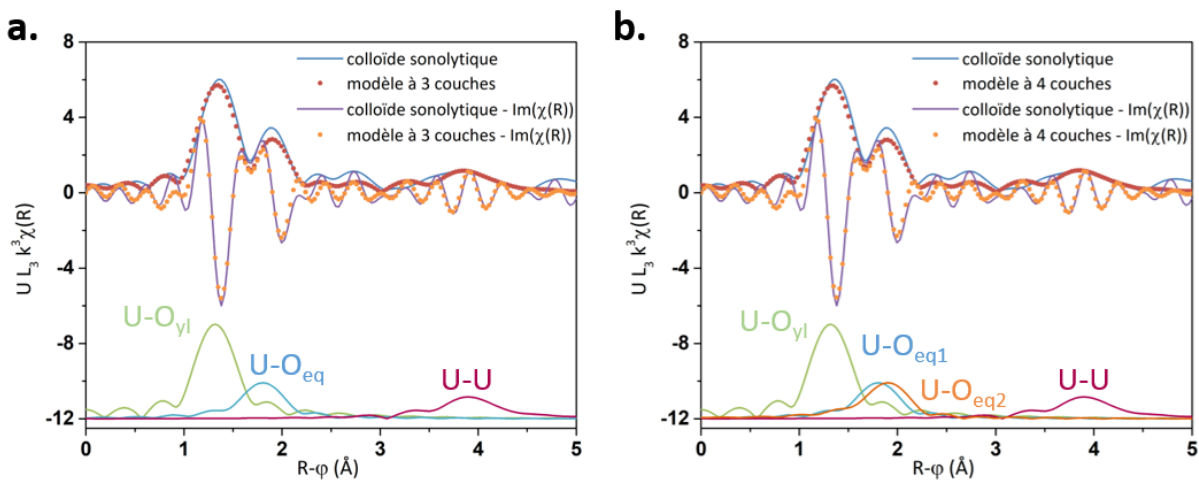 a.
U L₃ k³χ(R)
8
4
0
-4
-8
-12
colloïde sonolytique
modèle à 3 couches
colloïde sonolytique - Im(χ(R))
modèle à 3 couches - Im(χ(R))
U-Oyl
U-Oeq
U-U
0 1 2 3 4 5
R-φ (Å)
b.
U L₃ k³χ(R)
8
4
0
-4
-8
-12
colloïde sonolytique
modèle à 4 couches
colloïde sonolytique - Im(χ(R))
modèle à 4 couches - Im(χ(R))
U-Oyl
U-Oeq1
U-Oeq2
U-U
0 1 2 3 4 5
R-φ (Å)